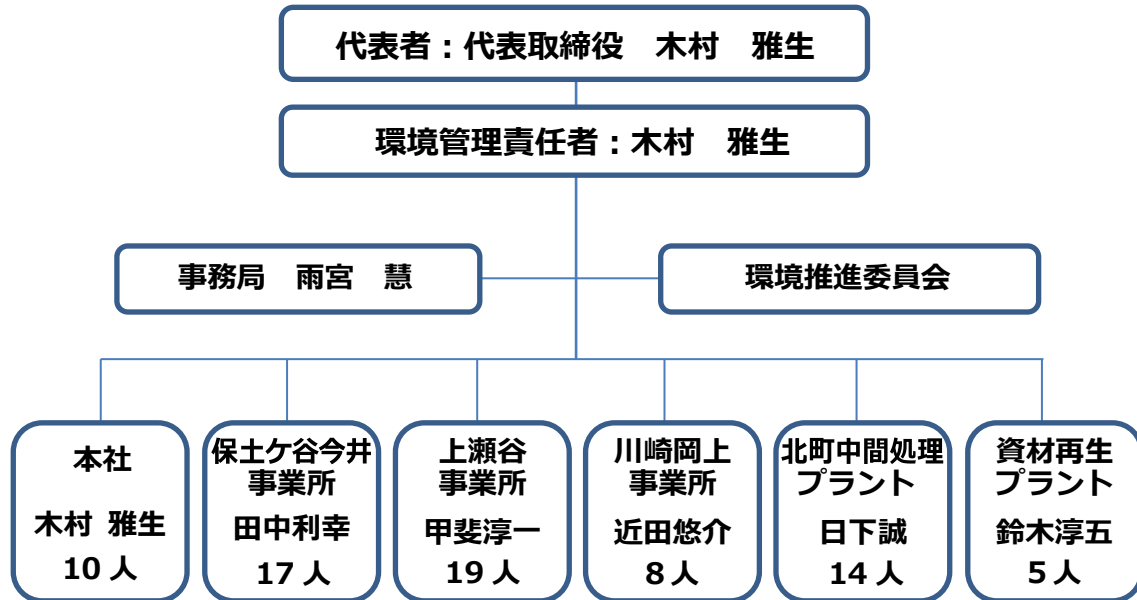 代表者：代表取締役　木村　雅生
環境管理責任者：木村　雅生
事務局　雨宮　慧
環境推進委員会
本社
木村 雅生
10 人
保土ケ谷今井
事業所
田中利幸
17 人
上瀬谷
事業所
甲斐淳一
19 人
川崎岡上
事業所
近田悠介
8 人
北町中間処理
プラント
日下誠
14 人
資材再生
プラント
鈴木淳五
5 人